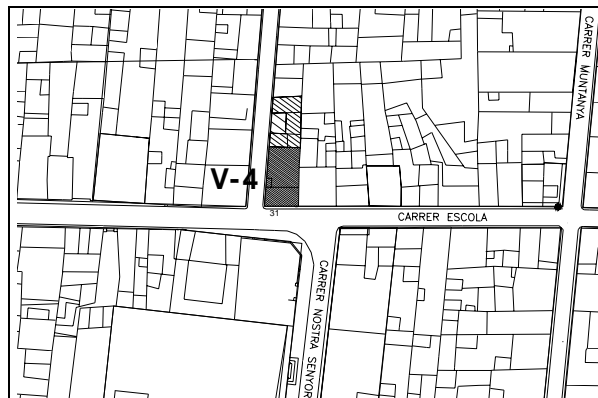 CARRER MUNTANYA
V-4
31
CARRER ESCOLA
CARRER NOSTRA SENYOR